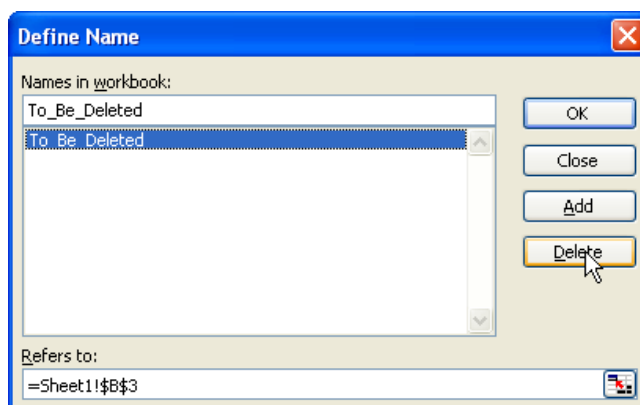 Define Name
Names in workbook:
To_Be_Deleted
To_Be_Deleted
OK
Close
Add
Delete
Refers to:
=Sheet1!$B$3